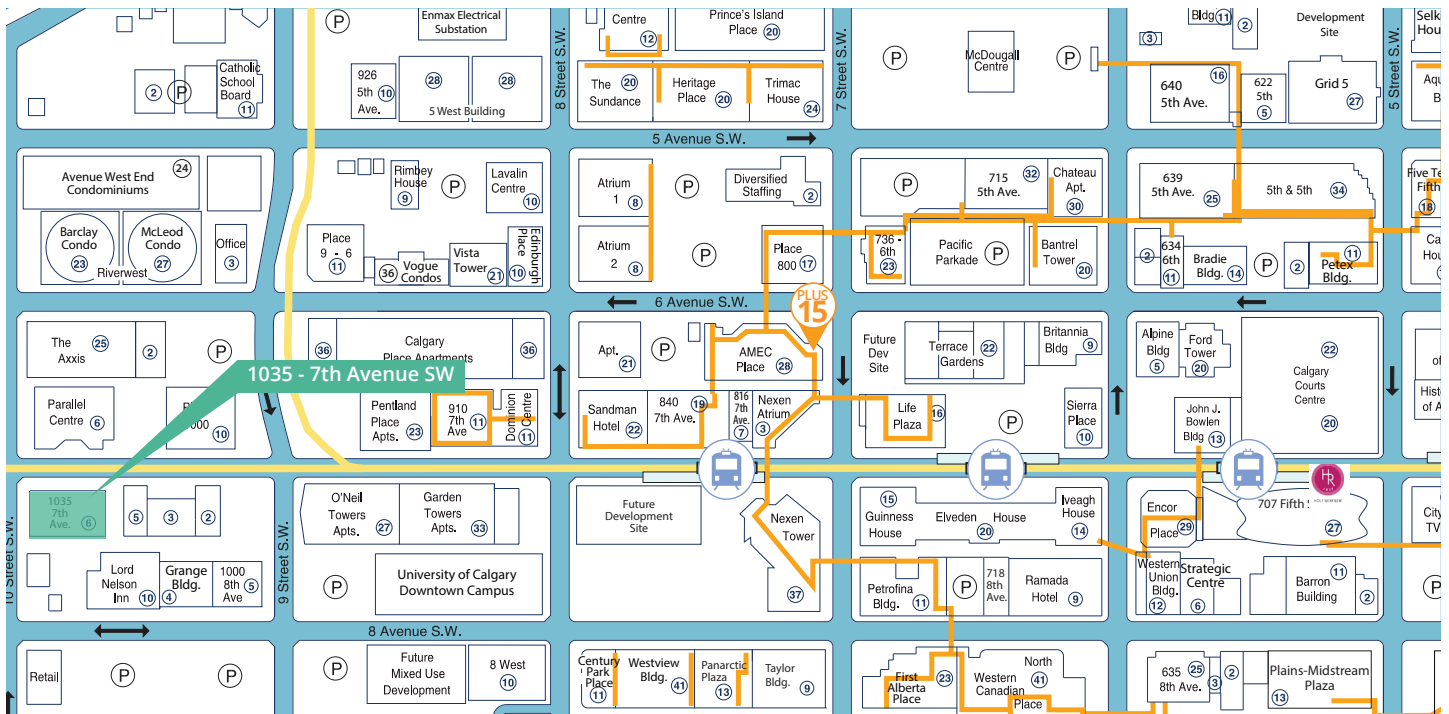 Enmax Electrical
Substation
P
8 Street S.W.
Centre
12
Prince's Island
Place
20
7 Street S.W.
P
McDougall
Centre
P
Bldg
11
2
3
Development
Site
5 Street S.W.
Catholic
School
Board
11
2
P
926
5th
Ave.
10
28
28
5 West Building
The
Sundance
20
Heritage
Place
20
Trimac
House
24
640
5th Ave.
16
622
5th
5
Grid 5
27
5 Avenue S.W.
24
Avenue West End
Condominiums
Barclay
Condo
23
McLeod
Condo
27
Riverwest
Office
3
Rimbey
House
9
P
Lavalin
Centre
10
Place
9 - 6
11
36
Vogue
Condos
Vista
Tower
21
Edinburgh
Place
10
Atrium
1
8
Atrium
2
8
P
Diversified
Staffing
2
P
Place
800
17
P
715
5th Ave.
32
Chateau
Apt.
30
736 -
6th
23
Pacific
Parkade
P
Bantrel
Tower
20
639
5th Ave.
25
5th & 5th
34
Fifth
18
2
634
6th
11
Bradie
Bldg.
14
P
2
11
Petex
Bldg.
6 Avenue S.W.
PLUS
15
The
Axxis
25
2
P
Parallel
Centre
6
10
36
Calgary
Place Apartments
36
1035 - 7th Avenue SW
Pentland
Place
Apts.
23
910
7th
Ave
11
Dominion
Centre
11
Apt.
21
P
AMEC
Place
28
Sandman
Hotel
22
840
7th Ave.
19
816
7th
Ave.
7
Nexen
Atrium
3
Future
Dev
Site
Terrace
Gardens
22
Britannia
Bldg
9
Life
Plaza
16
P
Sierra
Place
10
Alpine
Bldg
5
Ford
Tower
20
22
Calgary
Courts
Centre
20
John J.
Bowlen
Bldg
13
1035
7th
Ave.
6
5
3
2
10 Street S.W.
9 Street S.W.
Lord
Nelson
Inn
10
Grange
Bldg.
4
1000
8th
Ave
5
O'Neil
Towers
Apts.
27
Garden
Towers
Apts.
33
P
University of Calgary
Downtown Campus
Future
Development
Site
Nexen
Tower
37
15
Guinness
House
Elveden House
20
Iveagh
House
14
Petrofina
Bldg.
11
P
718
8th
Ave.
Ramada
Hotel
9
Encor
Place
29
HR
707 Fifth
27
Western
Union
Bldg.
12
Strategic
Centre
6
11
Barron
Building
2
City
TV
P
8 Avenue S.W.
Retail
P
P
P
Future
Mixed Use
Development
8 West
10
Century
Park
Place
11
Westview
Bldg.
41
Panarctic
Plaza
13
Taylor
Bldg.
9
First
Alberta
Place
23
North
Western
Canadian
41
Place
635
8th Ave.
25
3
2
Plains-Midstream
Plaza
13